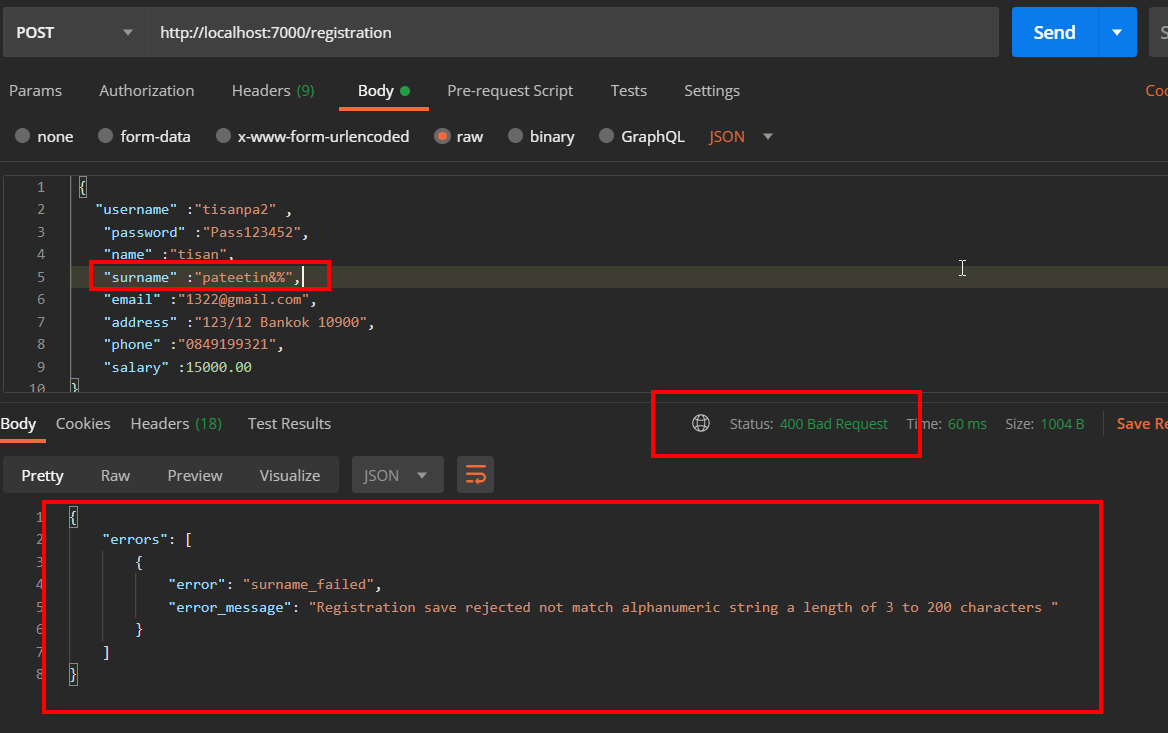 POST http://localhost:7000/registration Send
Params Authorization Headers (9) Body Pre-request Script Tests Settings
none form-data x-www-form-urlencoded raw binary GraphQL JSON
1 {
2 "username" :"tisanpa2" ,
3 "password" :"Pass123452",
4 "name" :"tisan",
5 "surname" :"pateetin&%",
6 "email" :"1322@gmail.com",
7 "address" :"123/12 Bankok 10900",
8 "phone" :"0849199321",
9 "salary" :15000.00
10 }
Body Cookies Headers (18) Test Results Status: 400 Bad Request Time: 60 ms Size: 1004 B Save Re
Pretty Raw Preview Visualize JSON
1 {
2 "errors": [
3 {
4 "error": "surname_failed",
5 "error_message": "Registration save rejected not match alphanumeric string a length of 3 to 200 characters "
6 }
7 ]
8 }